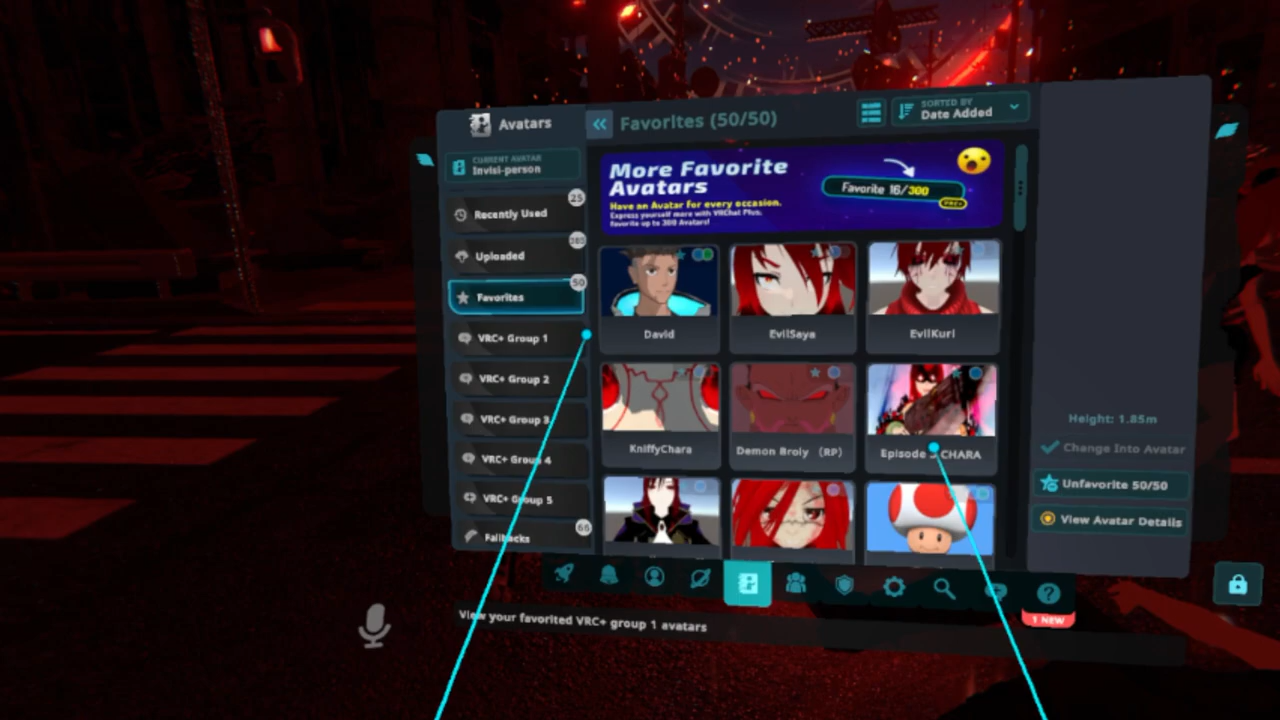 Avatars
Favorites (50/50)
SORTED BY
Date Added
CURRENT AVATAR
Invisi-person
Recently Used
25
Uploaded
Favorites
50
VRC+ Group 1
VRC+ Group 2
VRC+ Group 3
VRC+ Group 4
VRC+ Group 5
Fallbacks
66
More Favorite
Avatars
Have an Avatar for every occasion.
Express yourself more with VRChat Plus.
Favorite up to 300 Avatars!
Favorite 16/300
VRC+
David
EvilSaya
EvilKuri
KniffyChara
Demon Broly (RP)
Episode CHARA
Height: 1.85m
Change Into Avatar
Unfavorite 50/50
View Avatar Details
1 NEW
View your favorited VRC+ group 1 avatars